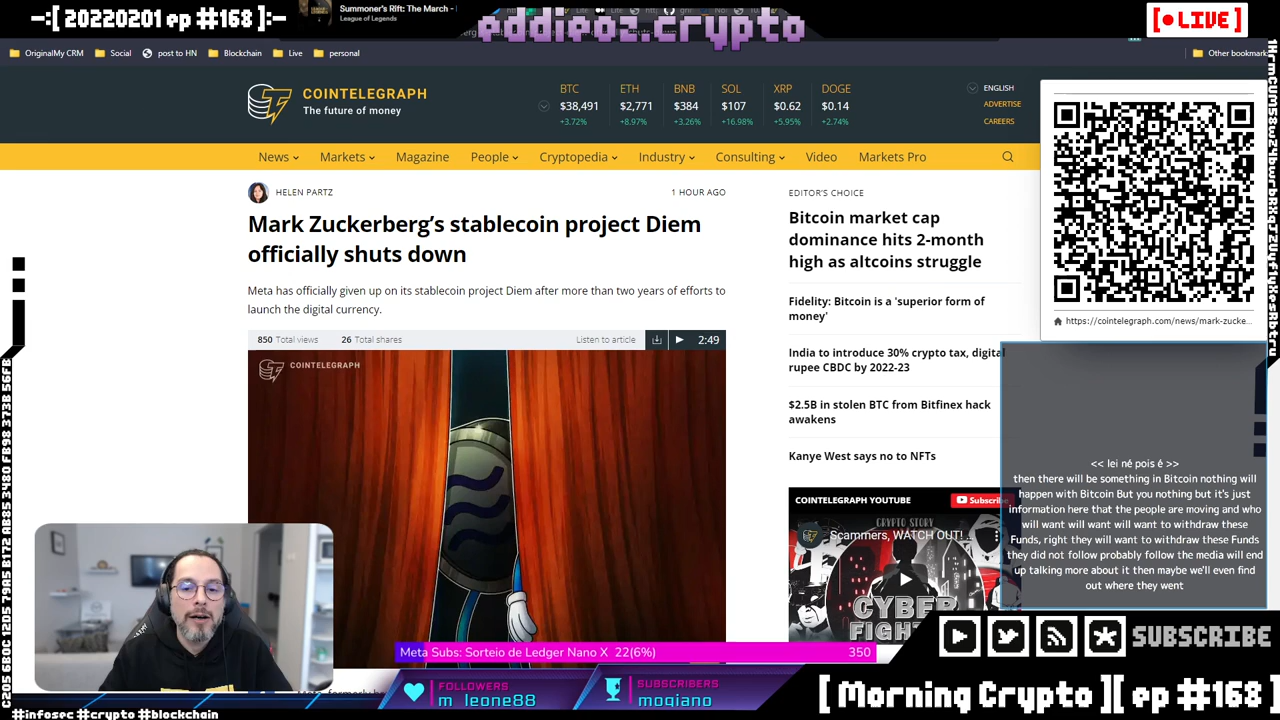 -:[ 20220201 ep #168 ]:-
Summoner's Rift: The March -
League of Legends
eddieoz.crypto
[● LIVE ]
OriginalMy CRM
Social
post to HN
Blockchain
Live
personal
Other bookmark
COINTELEGRAPH
The future of money
BTC
$38,491
+3.72%
ETH
$2,771
+8.97%
BNB
$384
+3.26%
SOL
$107
+16.98%
XRP
$0.62
+5.95%
DOGE
$0.14
+2.74%
ENGLISH
ADVERTISE
CAREERS
News
Markets
Magazine
People
Cryptopedia
Industry
Consulting
Video
Markets Pro
HELEN PARTZ
1 HOUR AGO
Mark Zuckerberg's stablecoin project Diem
officially shuts down
Meta has officially given up on its stablecoin project Diem after more than two years of efforts to
launch the digital currency.
850 Total views
26 Total shares
Listen to article
2:49
COINTELEGRAPH
EDITOR'S CHOICE
Bitcoin market cap
dominance hits 2-month
high as altcoins struggle
Fidelity: Bitcoin is a 'superior form of
money'
India to introduce 30% crypto tax, digital
rupee CBDC by 2022-23
$2.5B in stolen BTC from Bitfinex hack
awakens
Kanye West says no to NFTs
COINTELEGRAPH YOUTUBE
Subscribe
CRYPTO STORY
Scammers, WATCH OUT! ...
CYBER
FIGHT
https://cointelegraph.com/news/mark-zucke...
<< lei né pois é >>
then there will be something in Bitcoin nothing will
happen with Bitcoin But you nothing but it's just
information here that the people are moving and who
will want will want will want to withdraw these
Funds, right they will want to withdraw these Funds
they did not follow probably follow the media will end
up talking more about it then maybe we'll even find
out where they went
Meta Subs: Sorteio de Ledger Nano X 22(6%)
350
FOLLOWERS
m_leone88
SUBSCRIBERS
mogiano
SUBSCRIBE
[ Morning Crypto ][ ep #168 ]
#infosec #crypto #blockchain